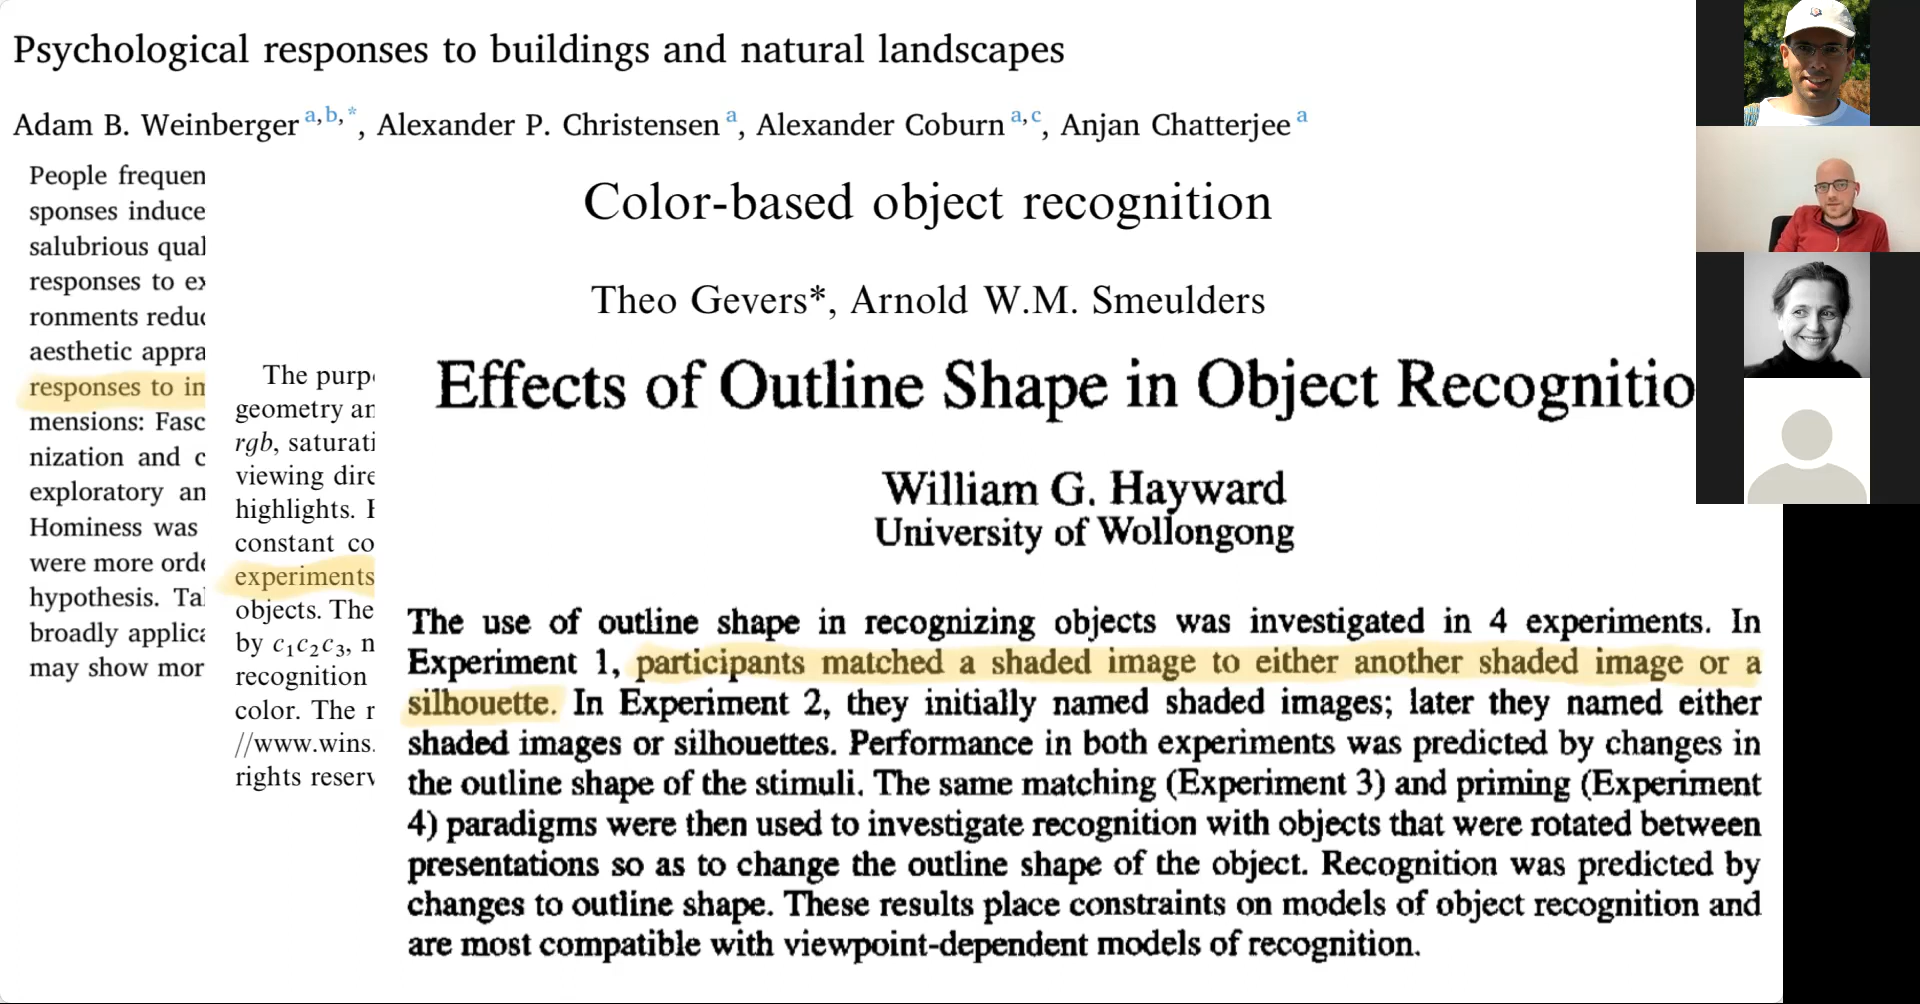 Psychological responses to buildings and natural landscapes
Adam B. Weinberger a,b,*, Alexander P. Christensen a, Alexander Coburn a,c, Anjan Chatterjee a
People frequen
sponses induce
salubrious qual
responses to ex
ronments reduc
aesthetic appra
responses to im
mensions: Fasc
nization and c
exploratory an
Hominess was
were more orde
hypothesis. Tal
broadly applica
may show mor
Color-based object recognition
Theo Gevers*, Arnold W.M. Smeulders
The purp
geometry an
rgb, saturati
viewing dire
highlights. F
constant co
experiments
objects. The
by c₁c₂c₃, n
recognition
color. The r
//www.wins.
rights reserv
Effects of Outline Shape in Object Recognitio
William G. Hayward
University of Wollongong
The use of outline shape in recognizing objects was investigated in 4 experiments. In
Experiment 1, participants matched a shaded image to either another shaded image or a
silhouette. In Experiment 2, they initially named shaded images; later they named either
shaded images or silhouettes. Performance in both experiments was predicted by changes in
the outline shape of the stimuli. The same matching (Experiment 3) and priming (Experiment
4) paradigms were then used to investigate recognition with objects that were rotated between
presentations so as to change the outline shape of the object. Recognition was predicted by
changes to outline shape. These results place constraints on models of object recognition and
are most compatible with viewpoint-dependent models of recognition.